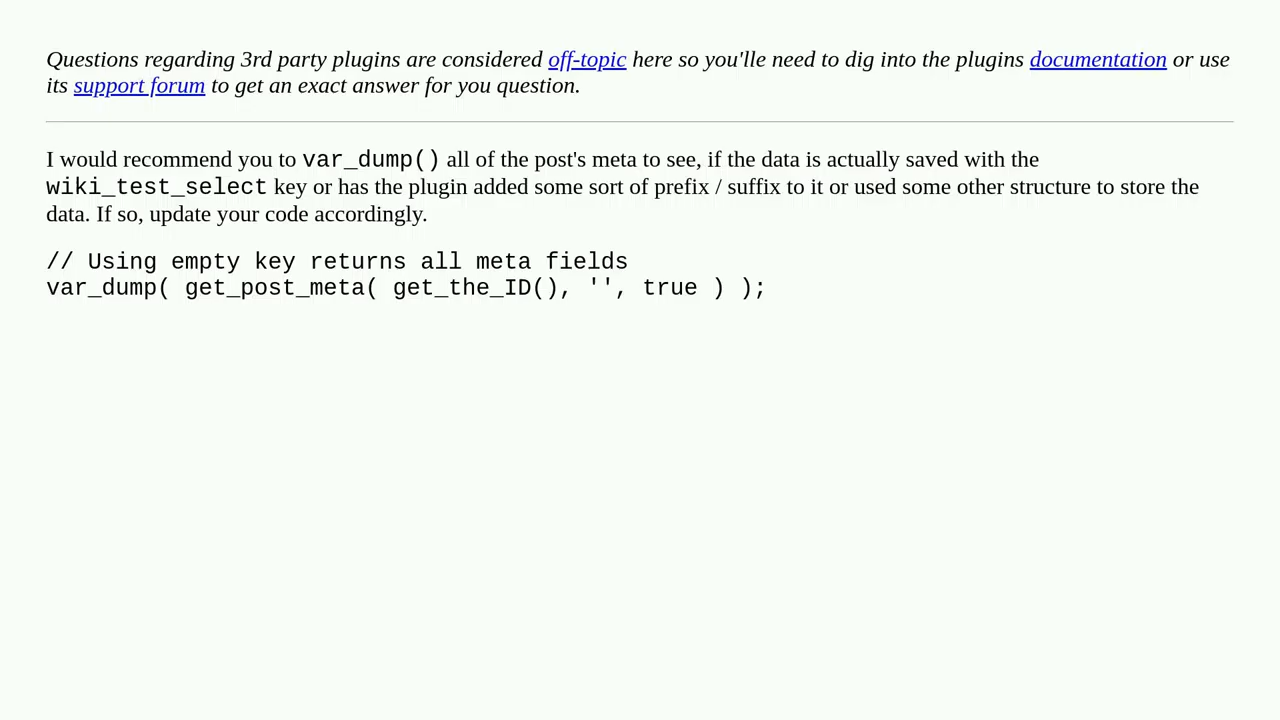 Questions regarding 3rd party plugins are considered off-topic here so you'lle need to dig into the plugins documentation or use
its support forum to get an exact answer for you question.
I would recommend you to var_dump() all of the post's meta to see, if the data is actually saved with the
wiki_test_select key or has the plugin added some sort of prefix / suffix to it or used some other structure to store the
data. If so, update your code accordingly.
// Using empty key returns all meta fields
var_dump( get_post_meta( get_the_ID(), '', true ) );